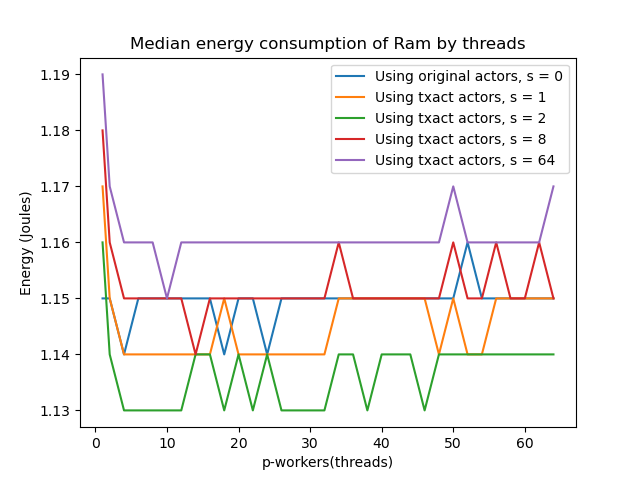 Median energy consumption of Ram by threads
Using original actors, s = 0
Using txact actors, s = 1
Using txact actors, s = 2
Using txact actors, s = 8
Using txact actors, s = 64
Energy (Joules)
1.19
1.18
1.17
1.16
1.15
1.14
1.13
0 10 20 30 40 50 60
p-workers(threads)